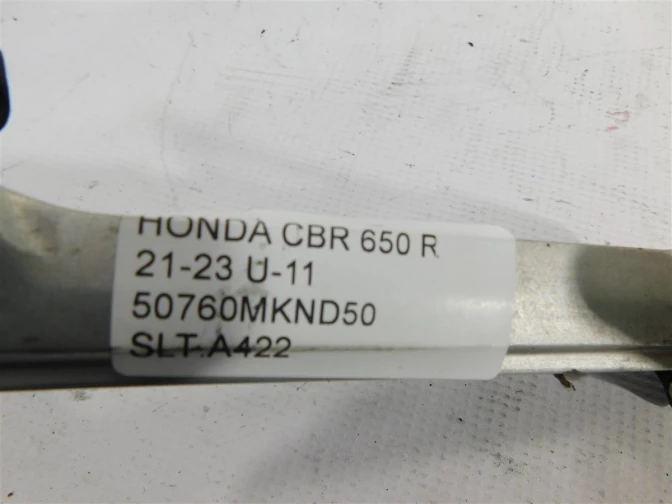 HONDA CBR 650 R
21-23 U-11
50760MKND50
SLT-A422